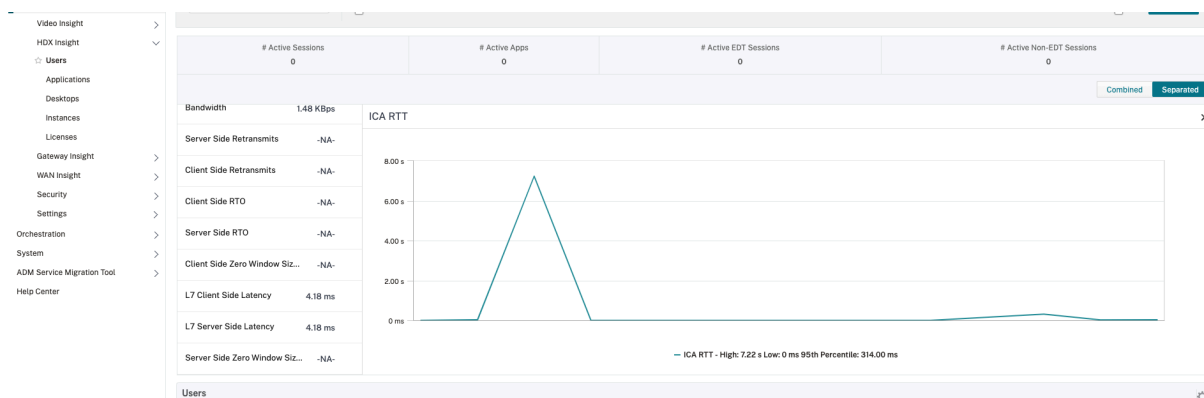 Video Insight
HDX Insight
Users
Applications
Desktops
Instances
Licenses
Gateway Insight
WAN Insight
Security
Settings
Orchestration
System
ADM Service Migration Tool
Help Center
# Active Sessions
0
# Active Apps
0
# Active EDT Sessions
0
# Active Non-EDT Sessions
0
Combined Separated
Bandwidth 1.48 KBps
Server Side Retransmits -NA-
Client Side Retransmits -NA-
Client Side RTO -NA-
Server Side RTO -NA-
Client Side Zero Window Siz... -NA-
L7 Client Side Latency 4.18 ms
L7 Server Side Latency 4.18 ms
Server Side Zero Window Siz... -NA-
ICA RTT
8.00 s
6.00 s
4.00 s
2.00 s
0 ms
ICA RTT - High: 7.22 s Low: 0 ms 95th Percentile: 314.00 ms
Users